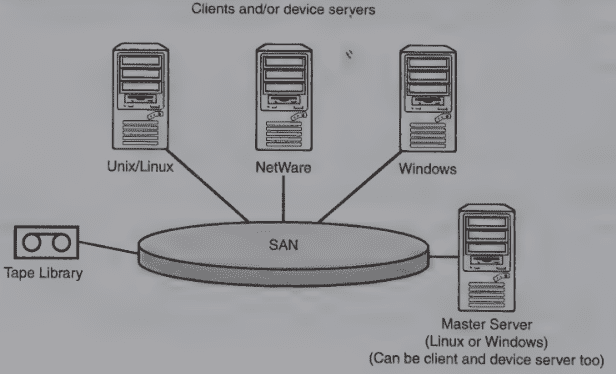 Clients and/or device servers
Unix/Linux
NetWare
Windows
SAN
Tape Library
Master Server
(Linux or Windows)
(Can be client and device server too)